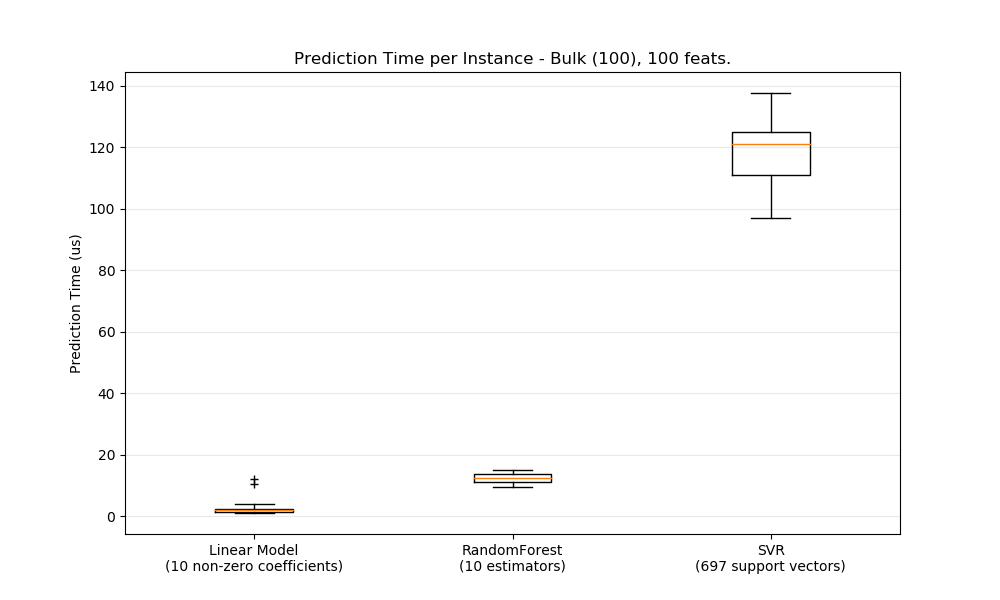 Prediction Time per Instance - Bulk (100), 100 feats.
140
120
100
80
60
40
20
0
Prediction Time (us)
Linear Model
(10 non-zero coefficients)
RandomForest
(10 estimators)
SVR
(697 support vectors)